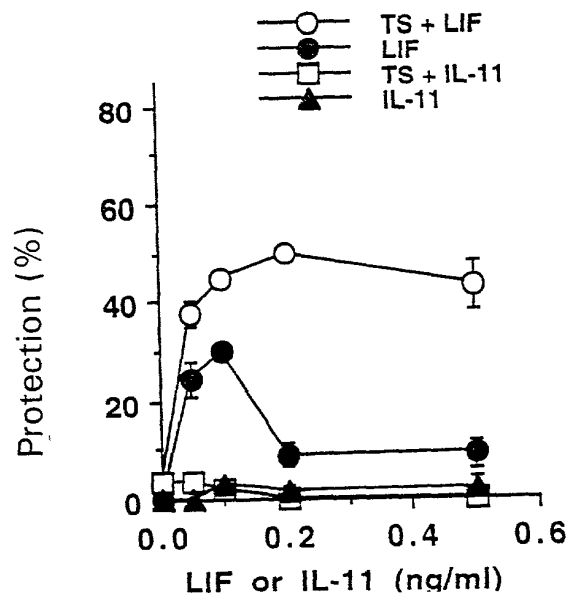 TS + LIF
LIF
TS + IL-11
IL-11
80
60
40
20
0
0.0 0.2 0.4 0.6
Protection (%)
LIF or IL-11 (ng/ml)